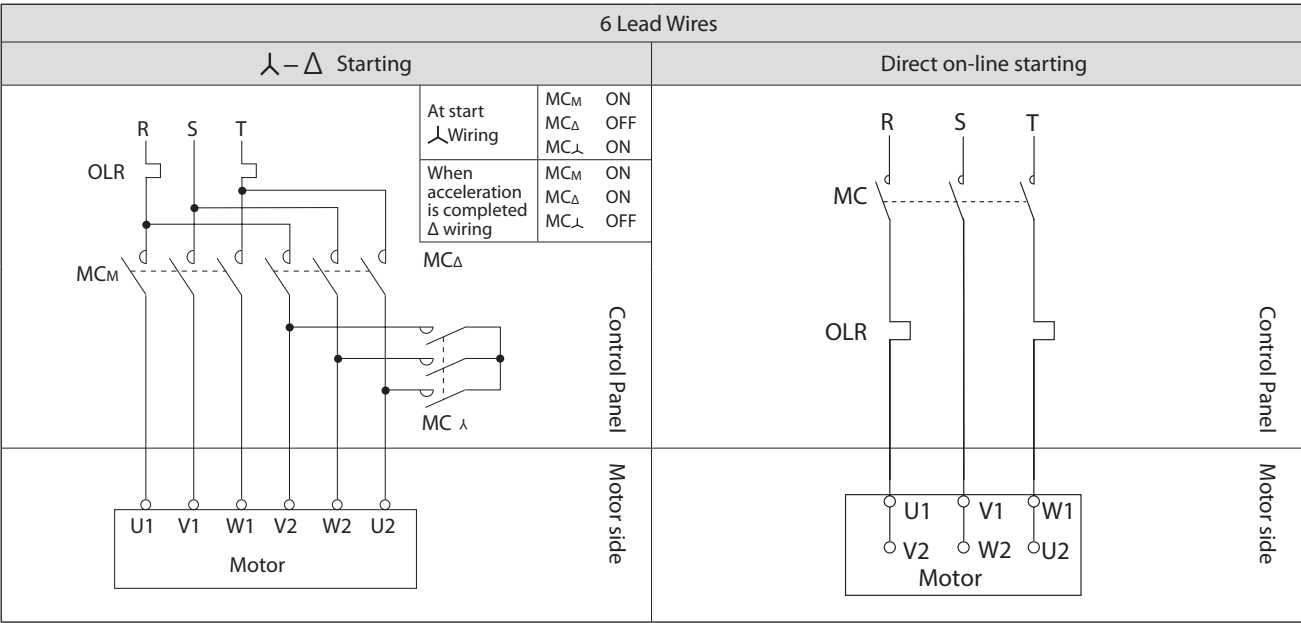 6 Lead Wires
⅄ – Δ Starting
Direct on-line starting
At start
⅄ Wiring
MCM ON
MCΔ OFF
MC⅄ ON
When
acceleration
is completed
Δ wiring
MCM ON
MCΔ ON
MC⅄ OFF
R S T
OLR
MCM
MCΔ
MC ⅄
Control Panel
Motor side
U1 V1 W1 V2 W2 U2
Motor
R S T
MC
OLR
Control Panel
Motor side
U1 V1 W1
V2 W2 U2
Motor